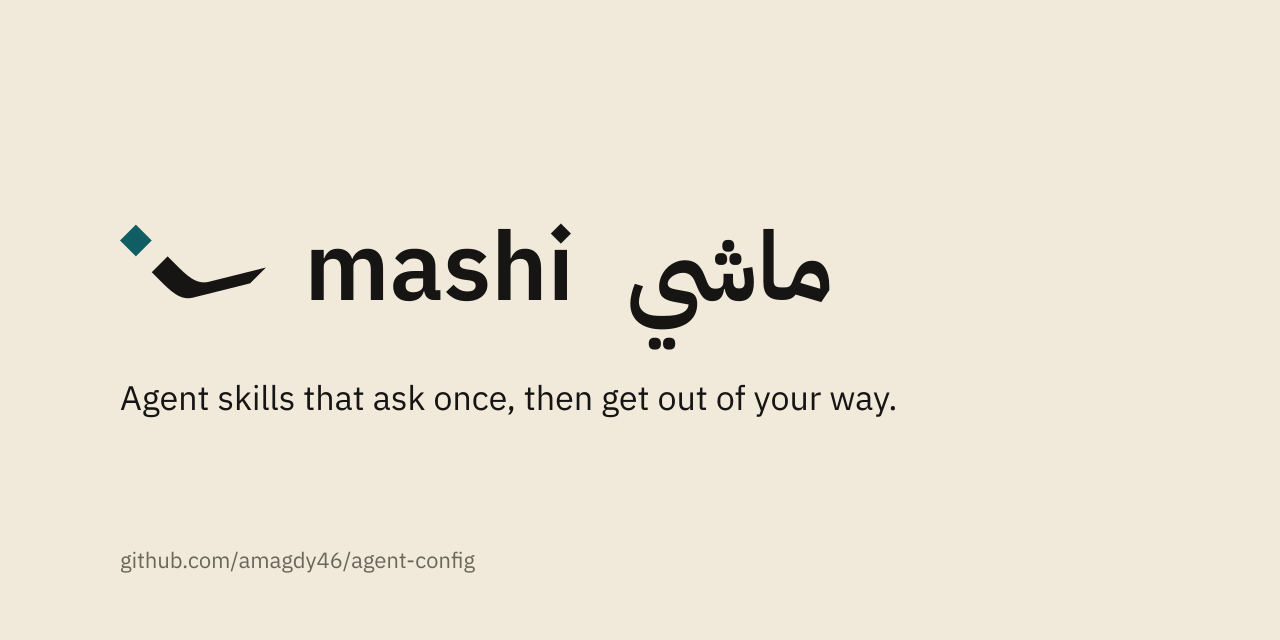 mashi ماشي
Agent skills that ask once, then get out of your way.
github.com/amagdy46/agent-config